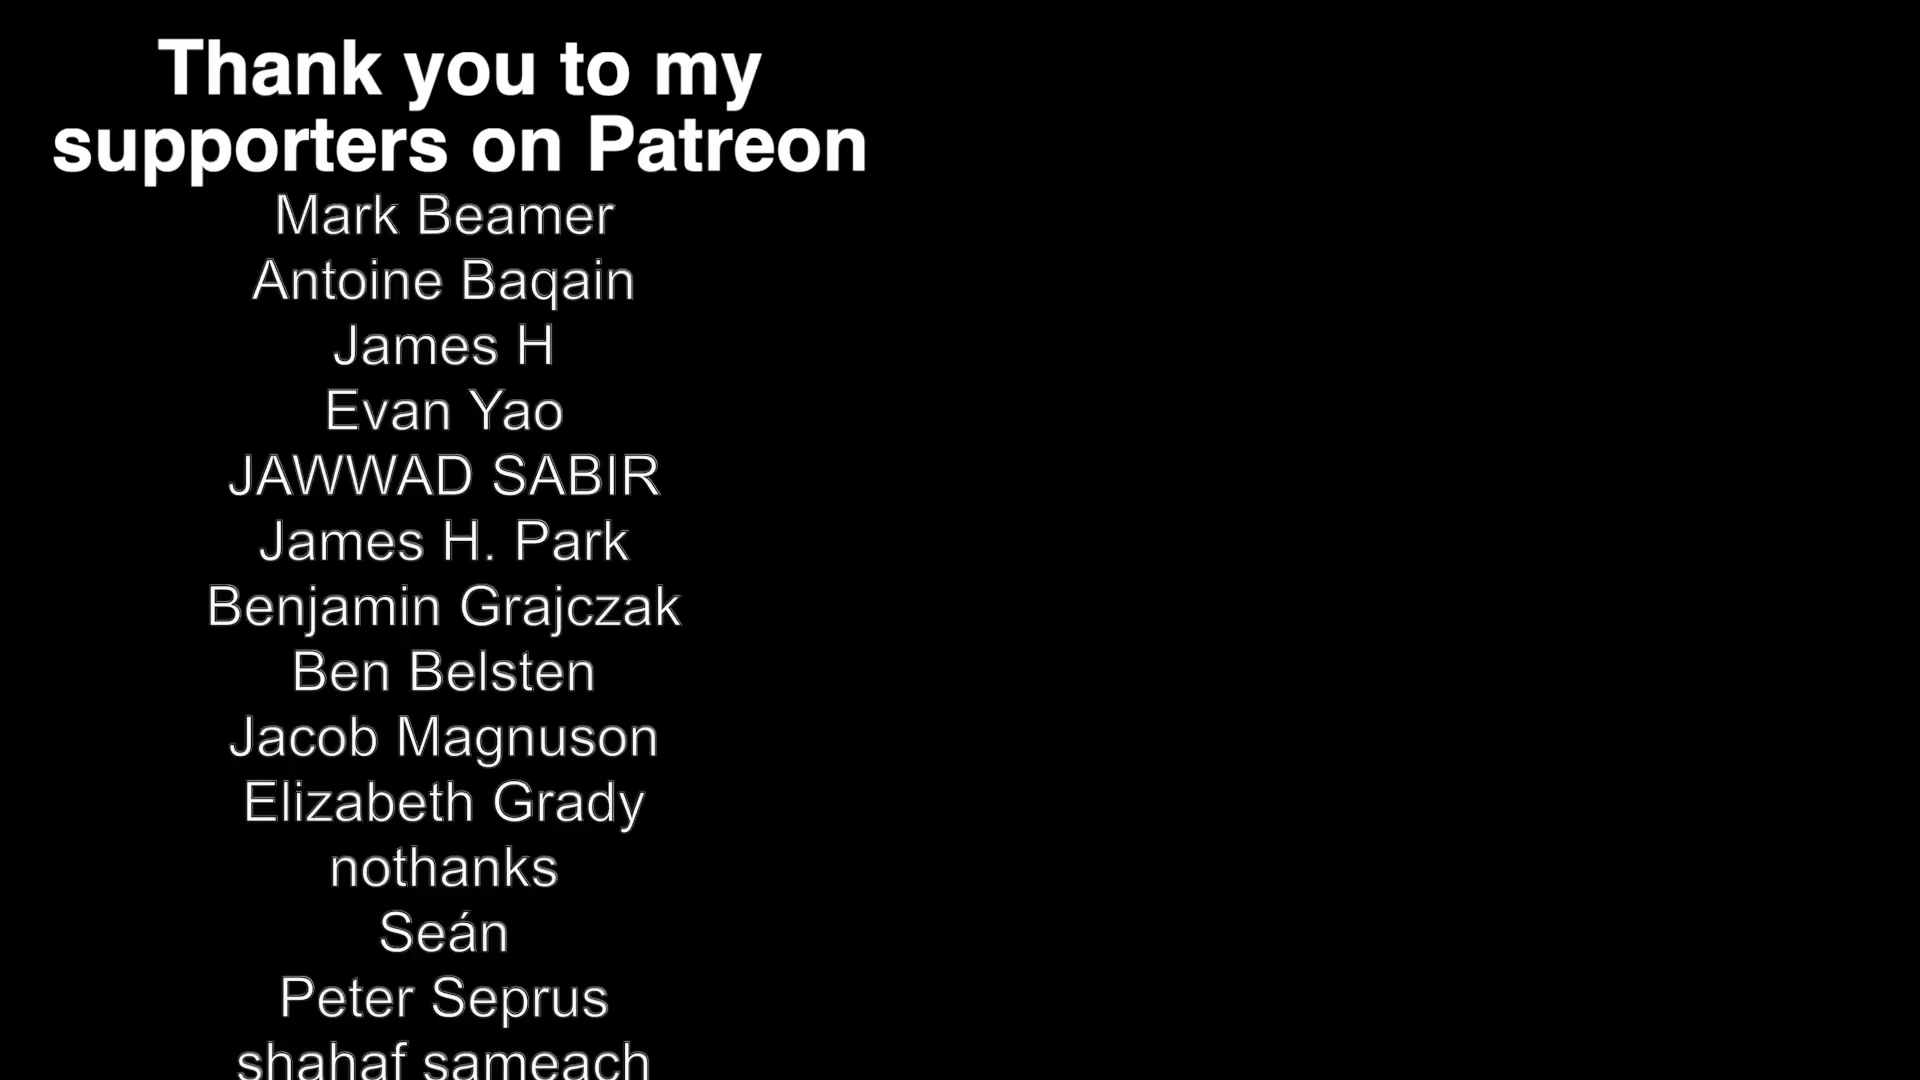 Thank you to my
supporters on Patreon
Mark Beamer
Antoine Baqain
James H
Evan Yao
JAWWAD SABIR
James H. Park
Benjamin Grajczak
Ben Belsten
Jacob Magnuson
Elizabeth Grady
nothanks
Seán
Peter Seprus
shahaf sameach